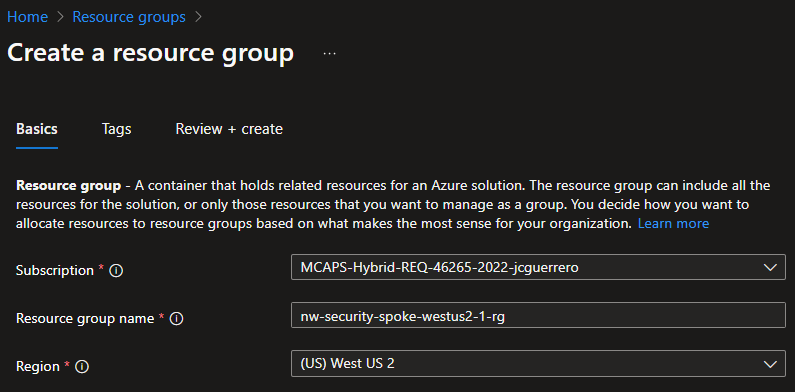 Home > Resource groups >
Create a resource group ...
Basics Tags Review + create
Resource group - A container that holds related resources for an Azure solution. The resource group can include all the
resources for the solution, or only those resources that you want to manage as a group. You decide how you want to
allocate resources to resource groups based on what makes the most sense for your organization. Learn more
Subscription * MCAPS-Hybrid-REQ-46265-2022-jcguerrero
Resource group name * nw-security-spoke-westus2-1-rg
Region * (US) West US 2